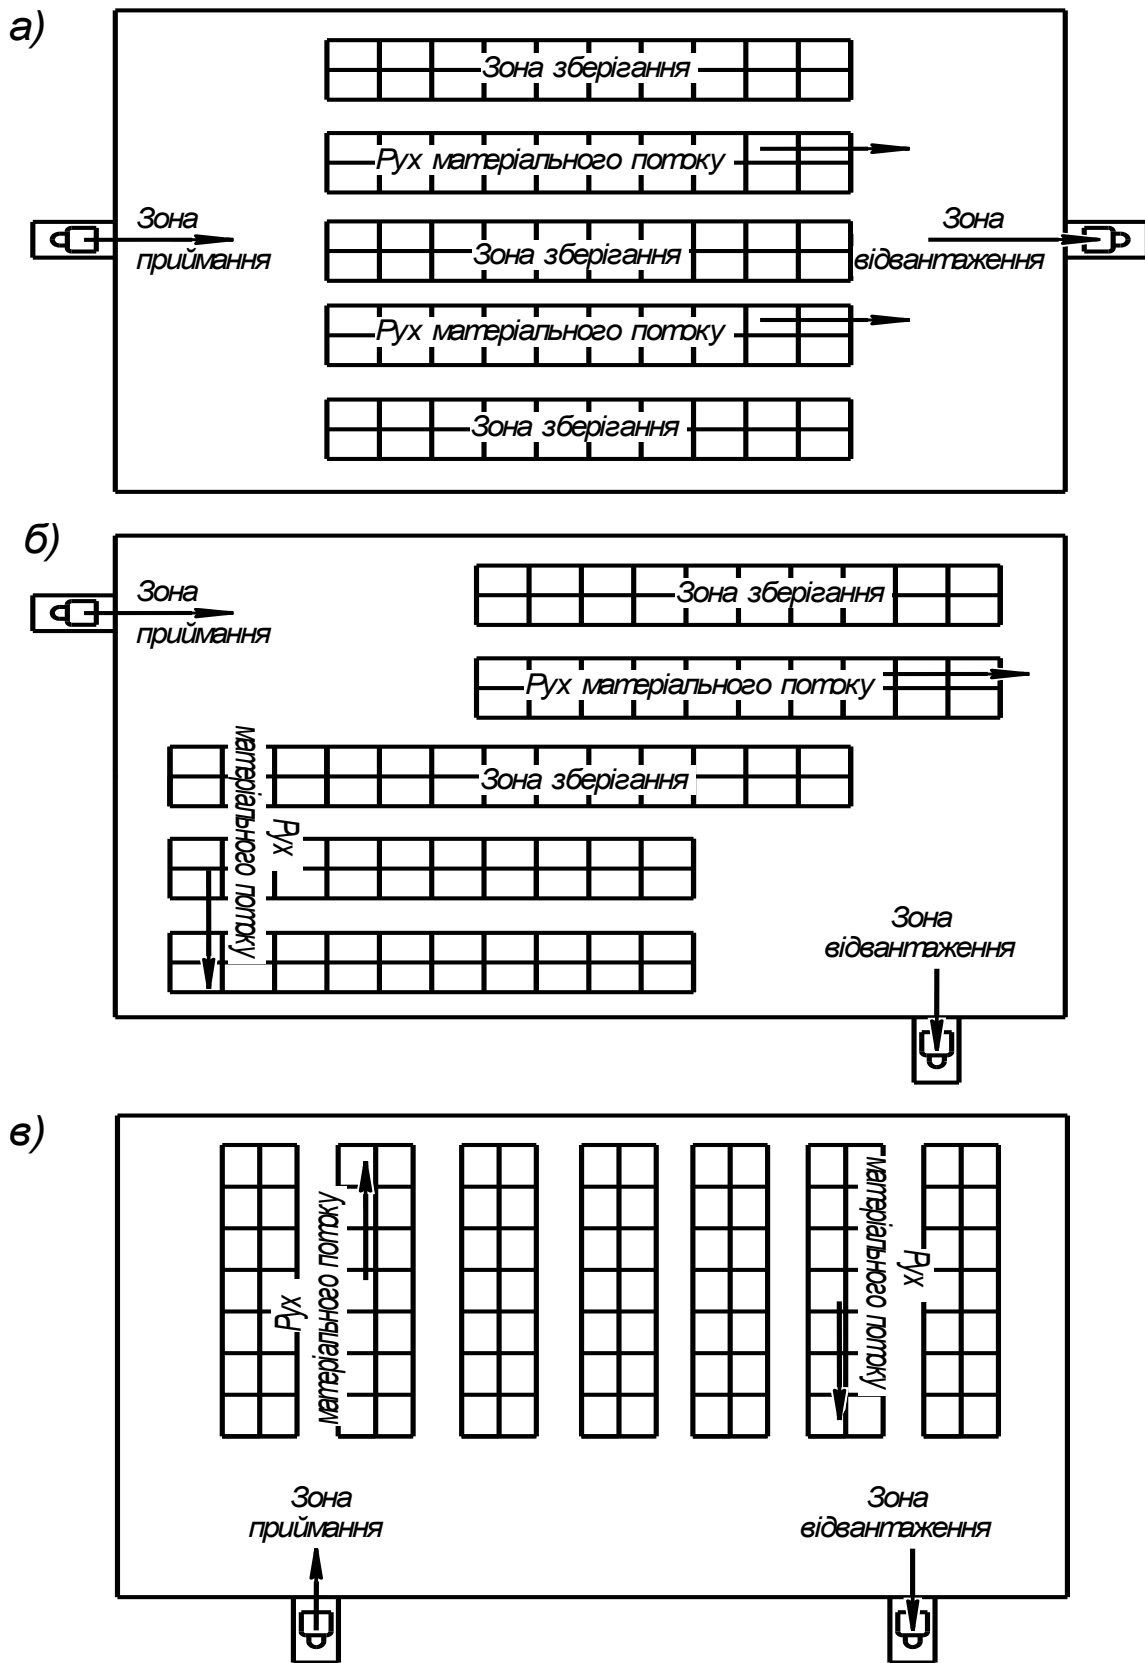 а)
Зона зберігання
Рух матеріального потоку
Зона
приймання
Зона зберігання
Зона
відвантаження
Рух матеріального потоку
Зона зберігання
б)
Зона
приймання
Зона зберігання
Рух матеріального потоку
Рух
матеріального потоку
Зона зберігання
Зона
відвантаження
в)
Рух
матеріального потоку
Рух
матеріального потоку
Зона
приймання
Зона
відвантаження